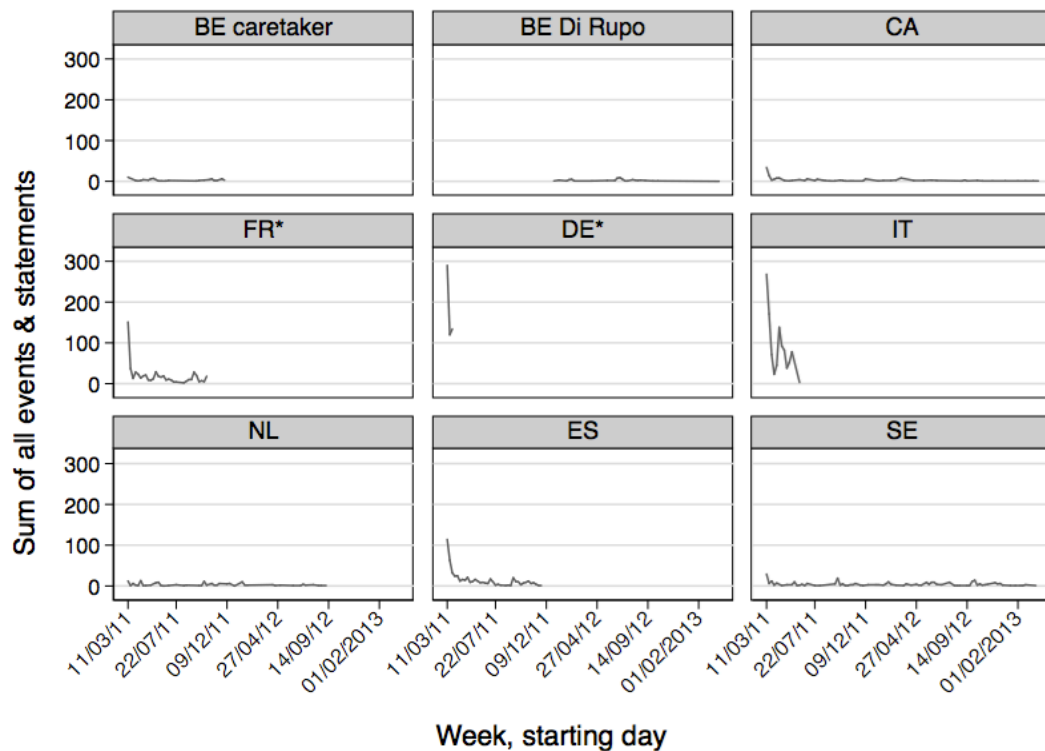 BE caretaker BE Di Rupo CA
300
200
100
0
FR* DE* IT
300
200
100
0
NL ES SE
300
200
100
0
Sum of all events & statements
11/03/11 22/07/11 09/12/11 27/04/12 14/09/12 01/02/2013 11/03/11 22/07/11 09/12/11 27/04/12 14/09/12 01/02/2013 11/03/11 22/07/11 09/12/11 27/04/12 14/09/12 01/02/2013
Week, starting day